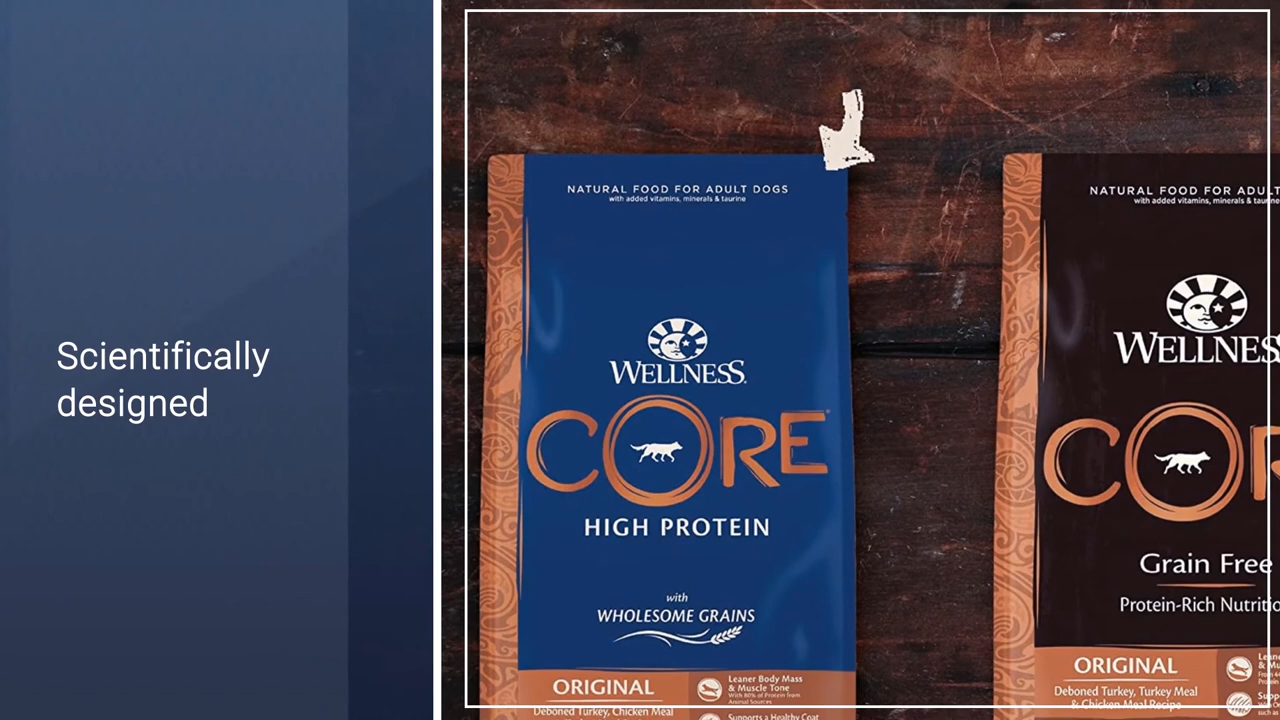 Scientifically
designed
NATURAL FOOD FOR ADULT DOGS
with added vitamins, minerals & taurine
WELLNESS
CORE
HIGH PROTEIN
with
WHOLESOME GRAINS
ORIGINAL
Deboned Turkey, Chicken Meal
Leaner Body Mass
& Muscle Tone
With 80% of Protein from
Animal Sources
Supports a Healthy Coat
NATURAL FOOD FOR ADULT
with added vitamins, minerals &
WELLNESS
Grain Free
Protein-Rich
ORIGINAL
Deboned Turkey, Turkey Meal
& Chicken Meal Recipe